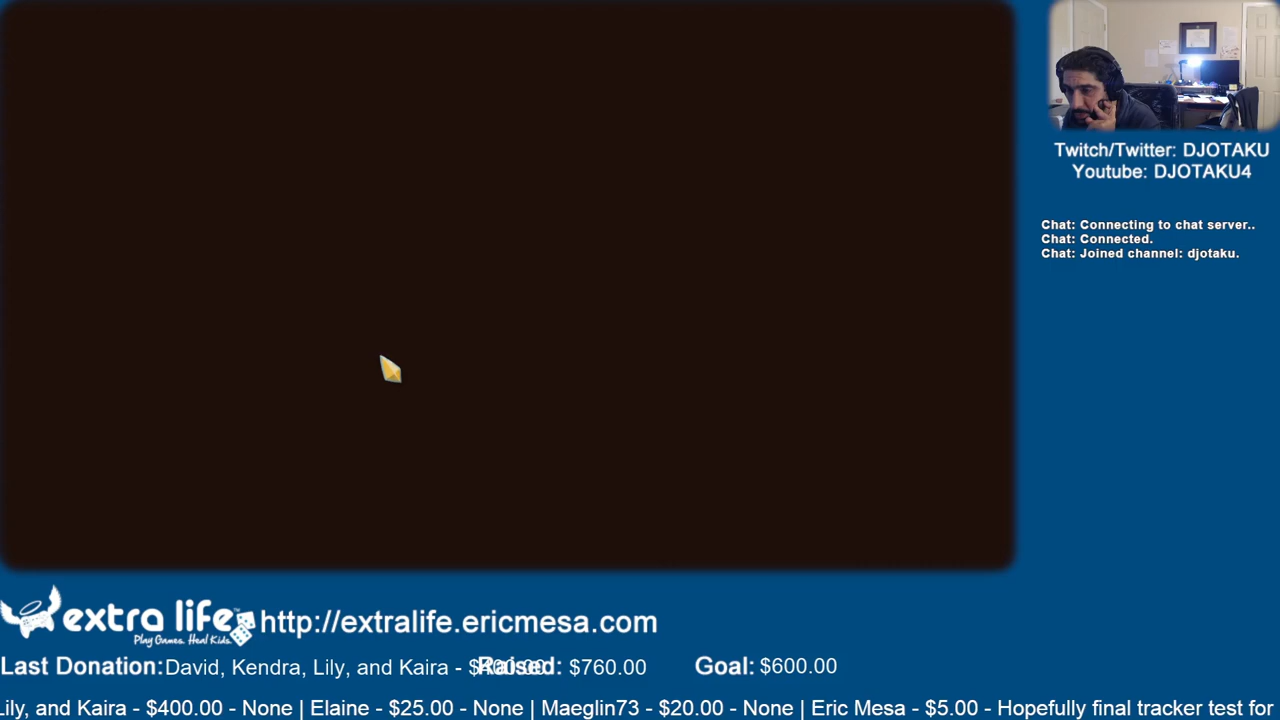 Twitch/Twitter: DJOTAKU
Youtube: DJOTAKU4
Chat: Connecting to chat server..
Chat: Connected.
Chat: Joined channel: djotaku.
extra life
Play Games. Heal Kids.
http://extralife.ericmesa.com
Last Donation: David, Kendra, Lily, and Kaira - $400.00 Raised: $760.00 Goal: $600.00
Lily, and Kaira - $400.00 - None | Elaine - $25.00 - None | Maeglin73 - $20.00 - None | Eric Mesa - $5.00 - Hopefully final tracker test for